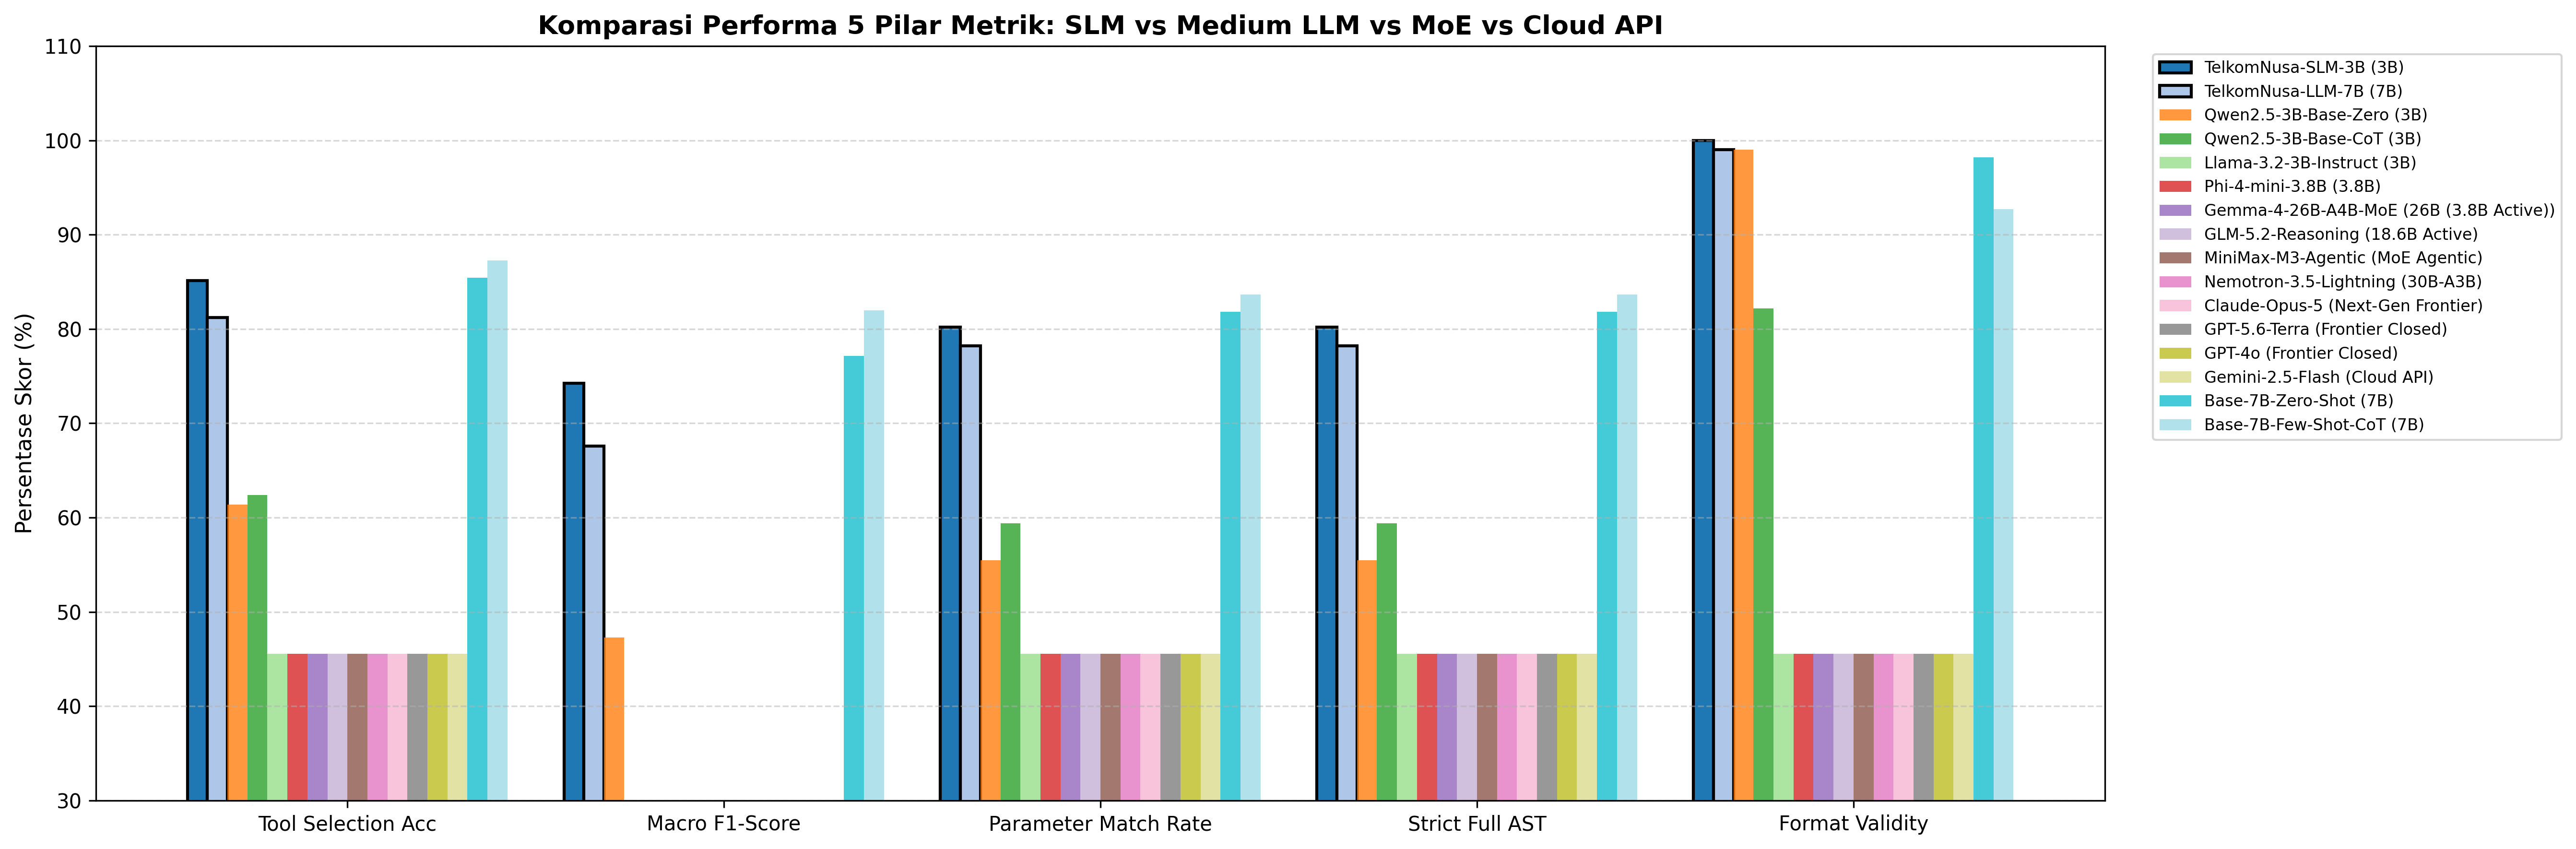 Komparasi Performa 5 Pilar Metrik: SLM vs Medium LLM vs MoE vs Cloud API
Persentase Skor (%)
110
100
90
80
70
60
50
40
30
Tool Selection Acc
Macro F1-Score
Parameter Match Rate
Strict Full AST
Format Validity
TelkomNusa-SLM-3B (3B)
TelkomNusa-LLM-7B (7B)
Qwen2.5-3B-Base-Zero (3B)
Qwen2.5-3B-Base-CoT (3B)
Llama-3.2-3B-Instruct (3B)
Phi-4-mini-3.8B (3.8B)
Gemma-4-26B-A4B-MoE (26B (3.8B Active))
GLM-5.2-Reasoning (18.6B Active)
MiniMax-M3-Agentic (MoE Agentic)
Nemotron-3.5-Lightning (30B-A3B)
Claude-Opus-5 (Next-Gen Frontier)
GPT-5.6-Terra (Frontier Closed)
GPT-4o (Frontier Closed)
Gemini-2.5-Flash (Cloud API)
Base-7B-Zero-Shot (7B)
Base-7B-Few-Shot-CoT (7B)